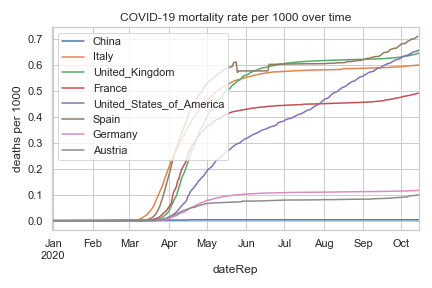 COVID-19 mortality rate per 1000 over time
deaths per 1000
0.7
0.6
0.5
0.4
0.3
0.2
0.1
0.0
China
Italy
United_Kingdom
France
United_States_of_America
Spain
Germany
Austria
Jan Feb Mar Apr May Jun Jul Aug Sep Oct
2020
dateRep